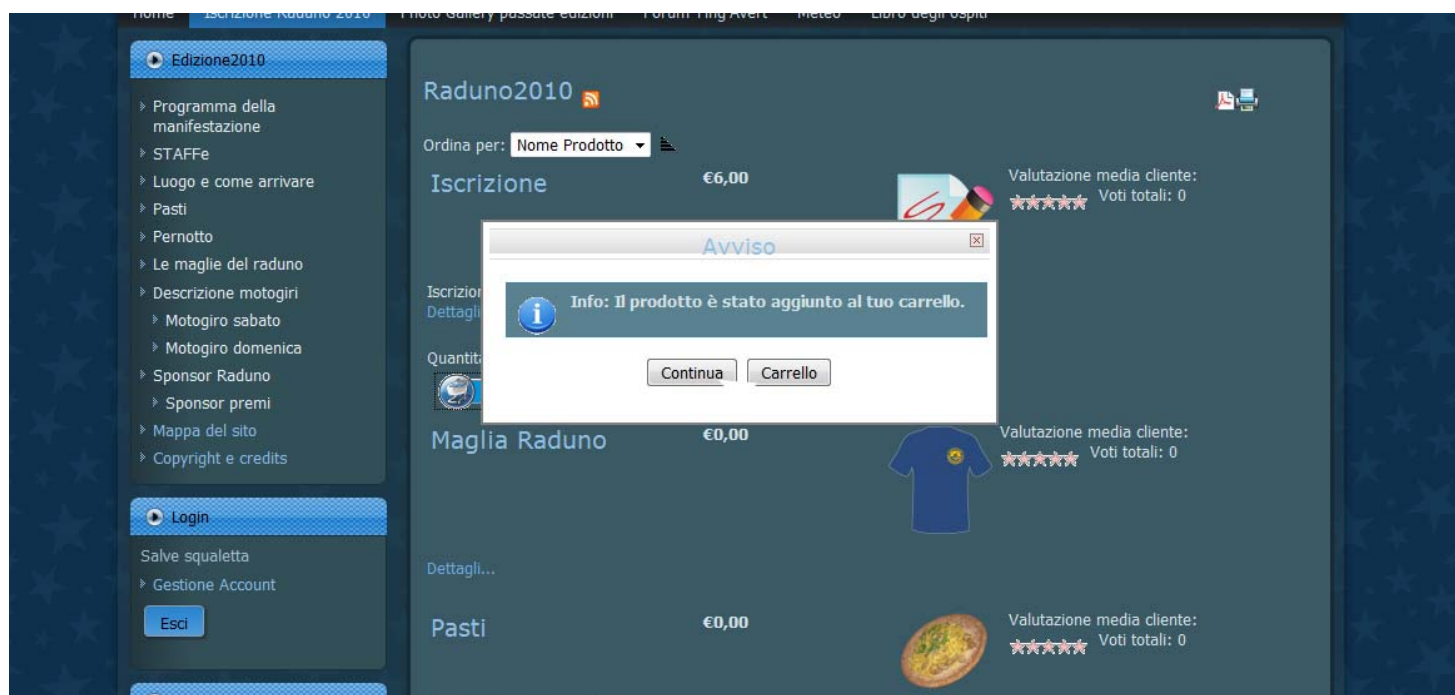 Home Iscrizione Raduno 2010 Photo Gallery passate edizioni Forum Ying Avert Meteo Libro degli ospiti
Edizione2010
Programma della
manifestazione
STAFFe
Luogo e come arrivare
Pasti
Pernotto
Le maglie del raduno
Descrizione motogiri
Motogiro sabato
Motogiro domenica
Sponsor Raduno
Sponsor premi
Mappa del sito
Copyright e credits
Login
Salve squaletta
Gestione Account
Esci
Raduno2010
Ordina per: Nome Prodotto
Iscrizione €6,00 Valutazione media cliente:
Voti totali: 0
Avviso
Info: Il prodotto è stato aggiunto al tuo carrello.
Continua Carrello
Maglia Raduno €0,00 Valutazione media cliente:
Voti totali: 0
Dettagli...
Pasti €0,00 Valutazione media cliente:
Voti totali: 0